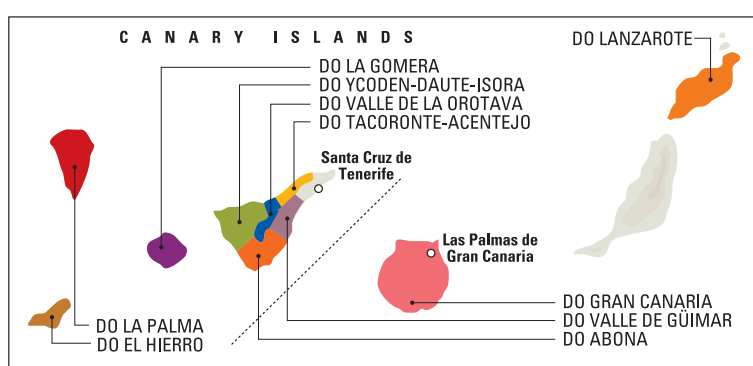 CANARY ISLANDS
DO LANZAROTE
DO LA GOMERA
DO YCODEN-DAUTE-ISORA
DO VALLE DE LA OROTAVA
DO TACORONTE-ACENTEJO
Santa Cruz de
Tenerife
Las Palmas de
Gran Canaria
DO LA PALMA
DO EL HIERRO
DO GRAN CANARIA
DO VALLE DE GÜIMAR
DO ABONA